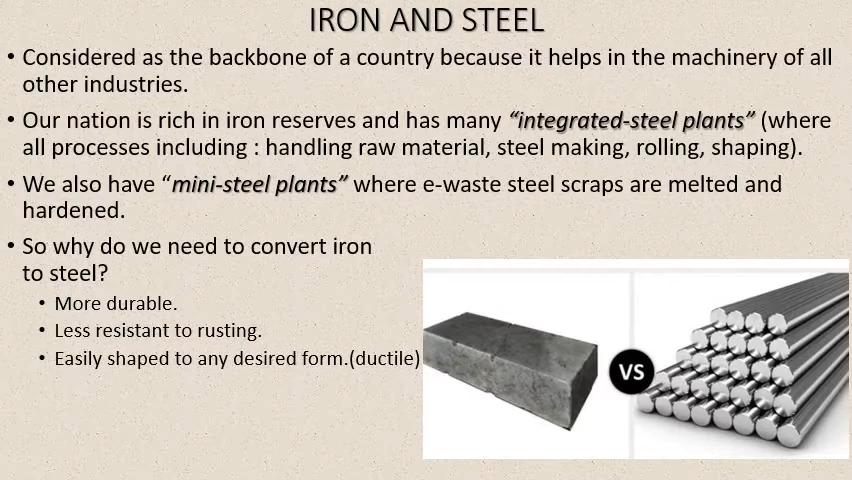 IRON AND STEEL
• Considered as the backbone of a country because it helps in the machinery of all
other industries.
• Our nation is rich in iron reserves and has many “integrated-steel plants” (where
all processes including : handling raw material, steel making, rolling, shaping).
• We also have “mini-steel plants” where e-waste steel scraps are melted and
hardened.
• So why do we need to convert iron
to steel?
• More durable.
• Less resistant to rusting.
• Easily shaped to any desired form.(ductile)
VS